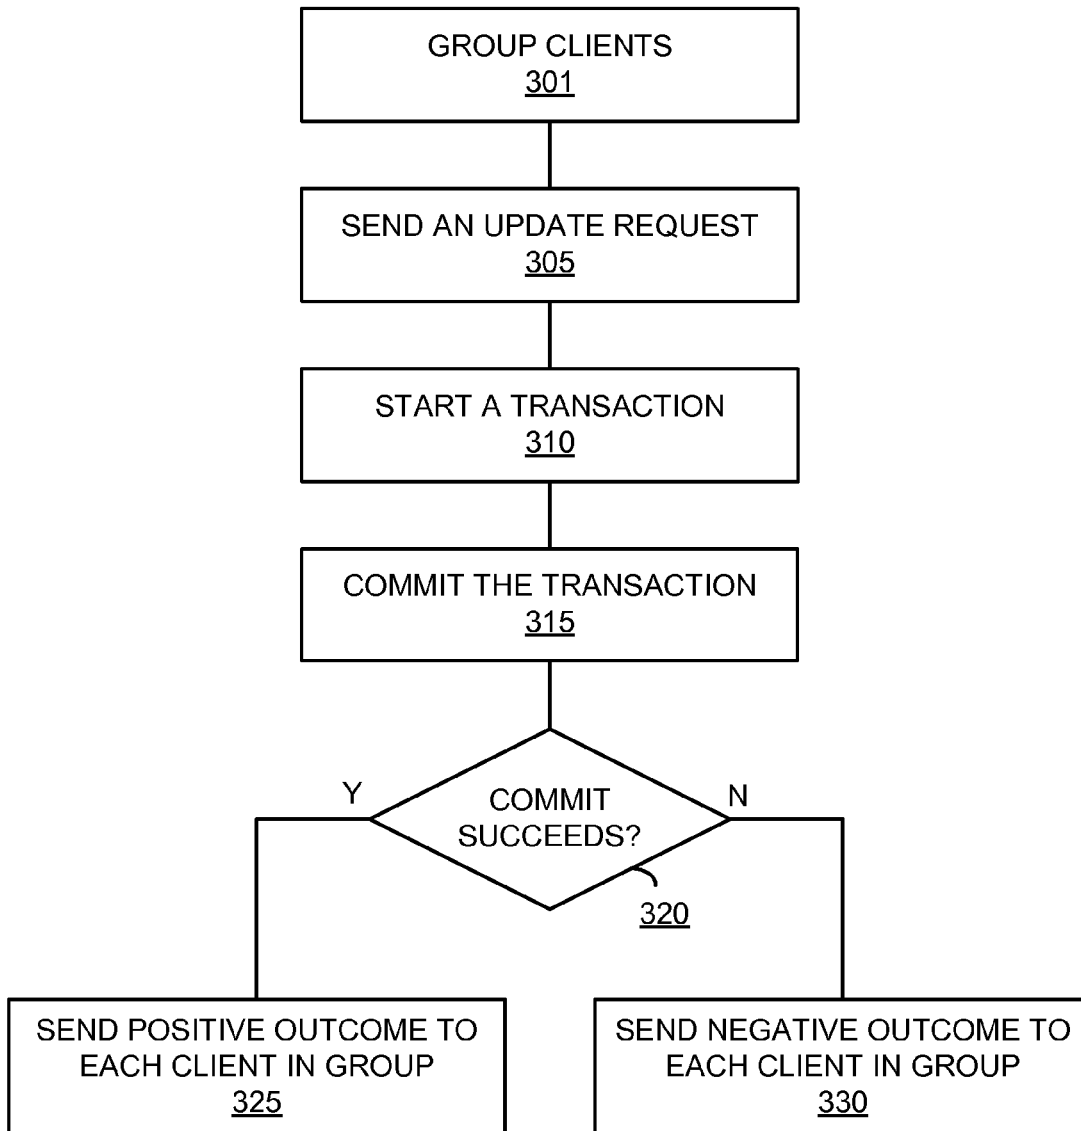 GROUP CLIENTS
301
SEND AN UPDATE REQUEST
305
START A TRANSACTION
310
COMMIT THE TRANSACTION
315
Y
N
COMMIT
SUCCEEDS?
320
SEND POSITIVE OUTCOME TO
EACH CLIENT IN GROUP
325
SEND NEGATIVE OUTCOME TO
EACH CLIENT IN GROUP
330